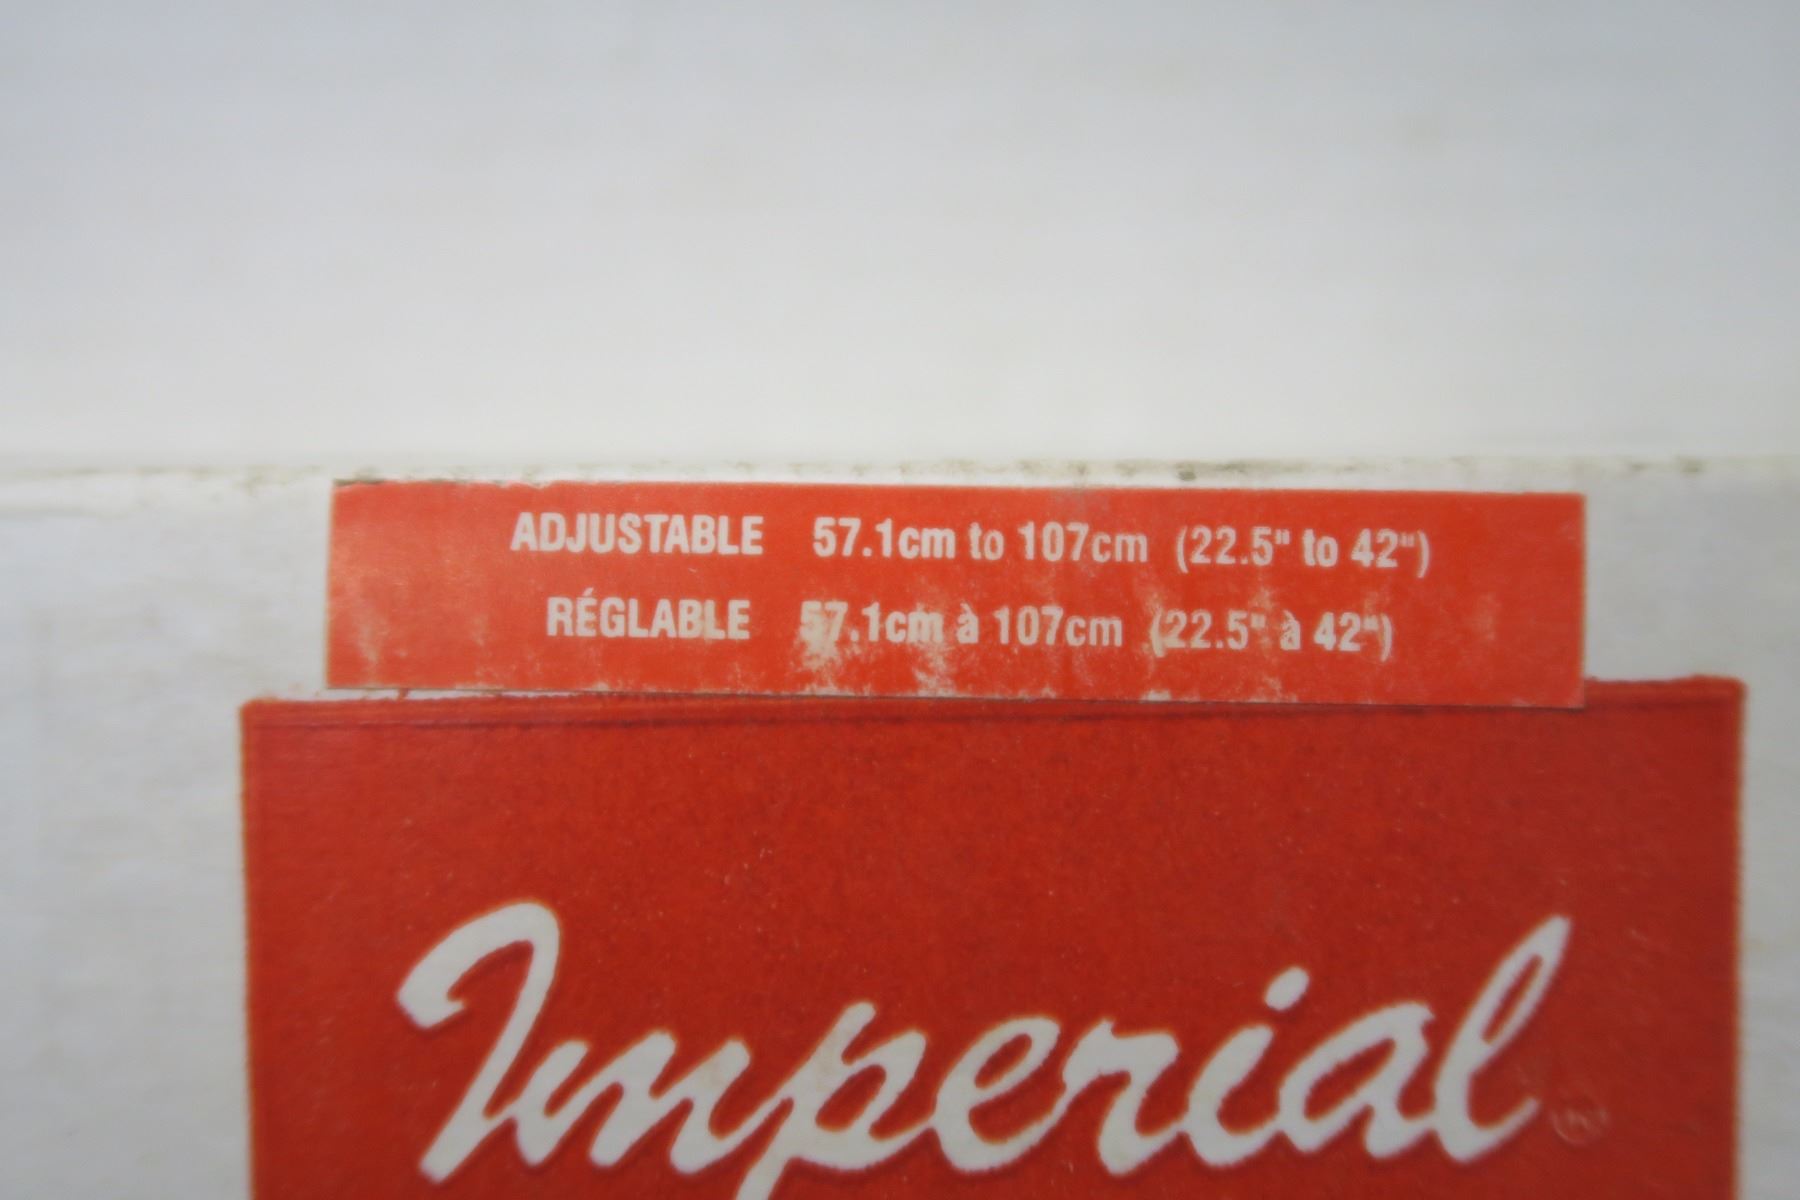 ADJUSTABLE 57.1cm to 107cm (22.5" to 42")
RÉGLABLE 57.1cm à 107cm (22.5" à 42")
Imperial